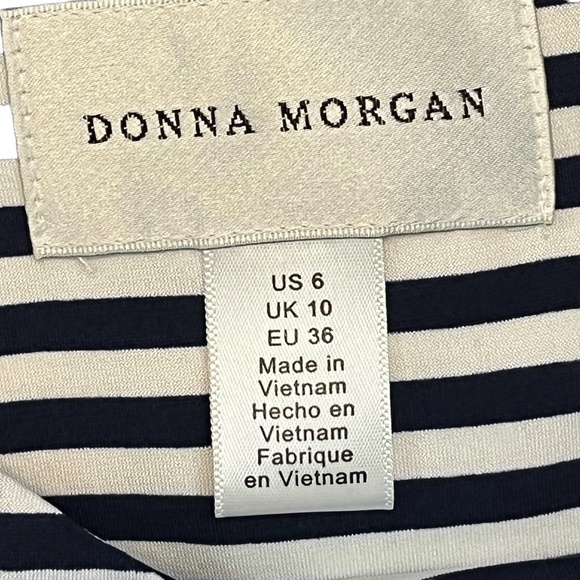 DONNA MORGAN
US 6
UK 10
EU 36
Made in
Vietnam
Hecho en
Vietnam
Fabrique
en Vietnam